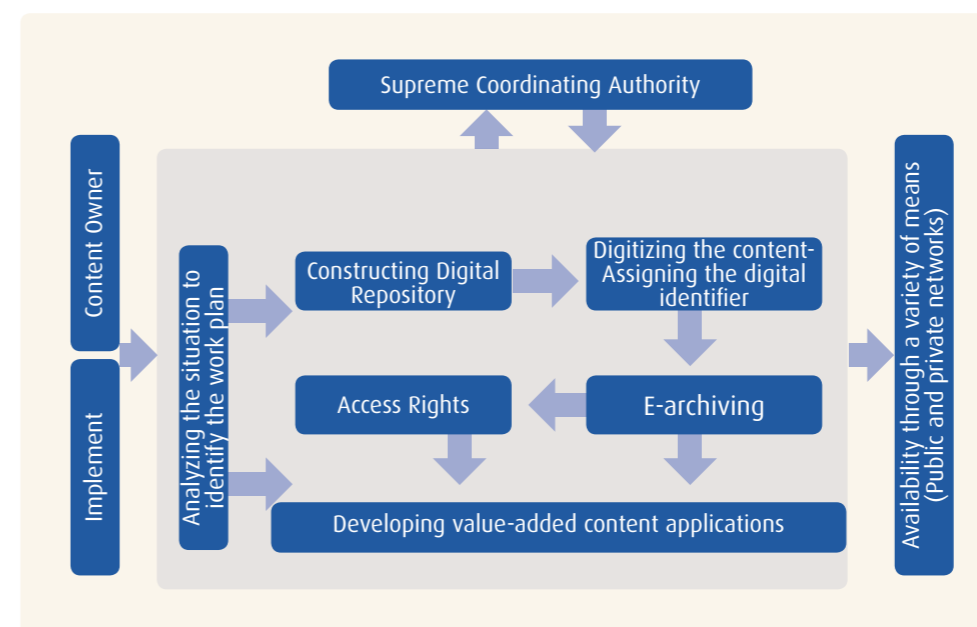 Supreme Coordinating Authority
Content Owner
Implement
Analyzing the situation to
identify the work plan
Constructing Digital
Repository
Digitizing the content-
Assigning the digital
identifier
Access Rights
E-archiving
Developing value-added content applications
Availability through a variety of means
(Public and private networks)